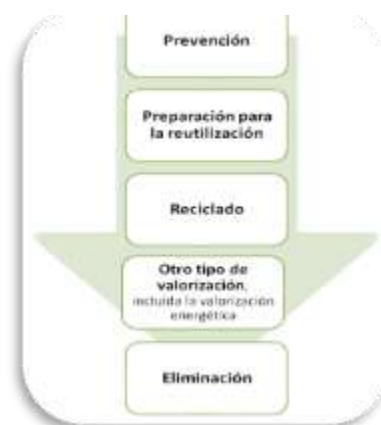 Prevención
Preparación para
la reutilización
Reciclado
Otro tipo de
valorización,
incluida la valorización
energética
Eliminación